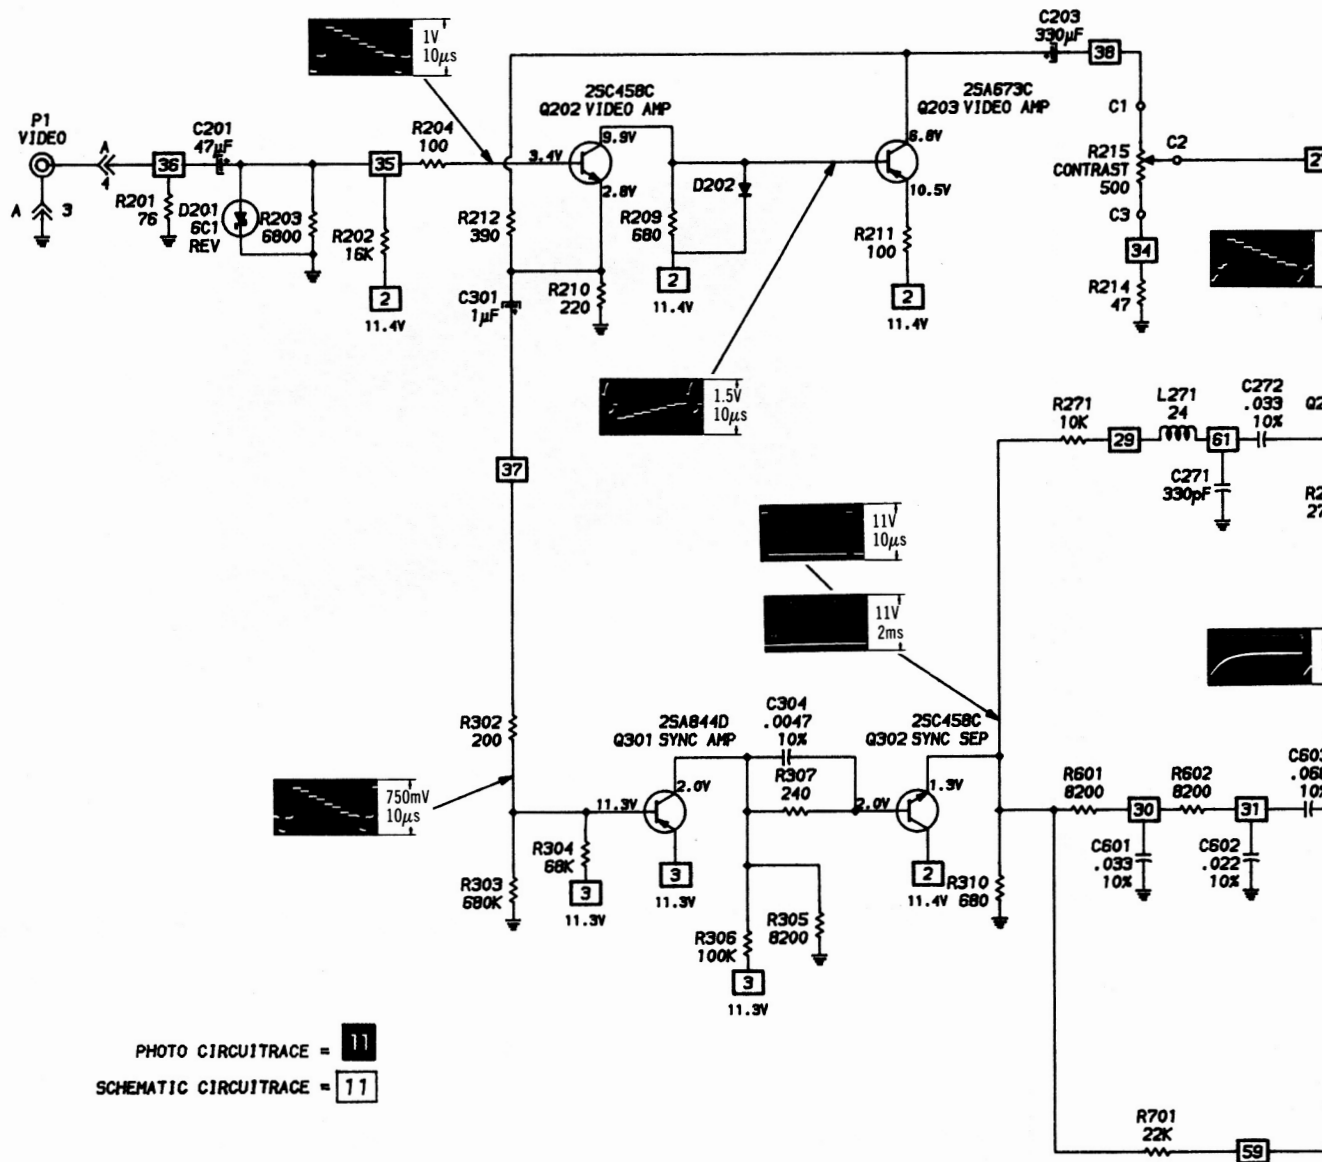 1V
10µs
P1
VIDEO
A
4
A
3
36
R201
76
C201
47µF
D201
6C1
REV
R203
6800
35
R202
16K
2
11.4V
R204
100
3.4V
2SC458C
Q202 VIDEO AMP
9.9V
2.8V
R212
390
C301
1µF
R210
220
R209
680
2
11.4V
D202
2SA673C
Q203 VIDEO AMP
6.8V
10.5V
R211
100
2
11.4V
C203
330µF
38
C1
R215
CONTRAST
500
C2
C3
34
R214
47
1.5V
10µs
37
R271
10K
29
L271
24
61
C272
.033
10%
C271
330pF
11V
10µs
11V
2ms
R302
200
750mV
10µs
R303
680K
R304
68K
3
11.3V
11.3V
2SA844D
Q301 SYNC AMP
2.0V
3
11.3V
C304
.0047
10%
R307
240
R306
100K
3
11.3V
R305
8200
2SC458C
Q302 SYNC SEP
2.0V
1.3V
2
11.4V
R310
680
R601
8200
30
C601
.033
10%
R602
8200
31
C602
.022
10%
R701
22K
59
PHOTO CIRCUITRACE = 11
SCHEMATIC CIRCUITRACE = 11